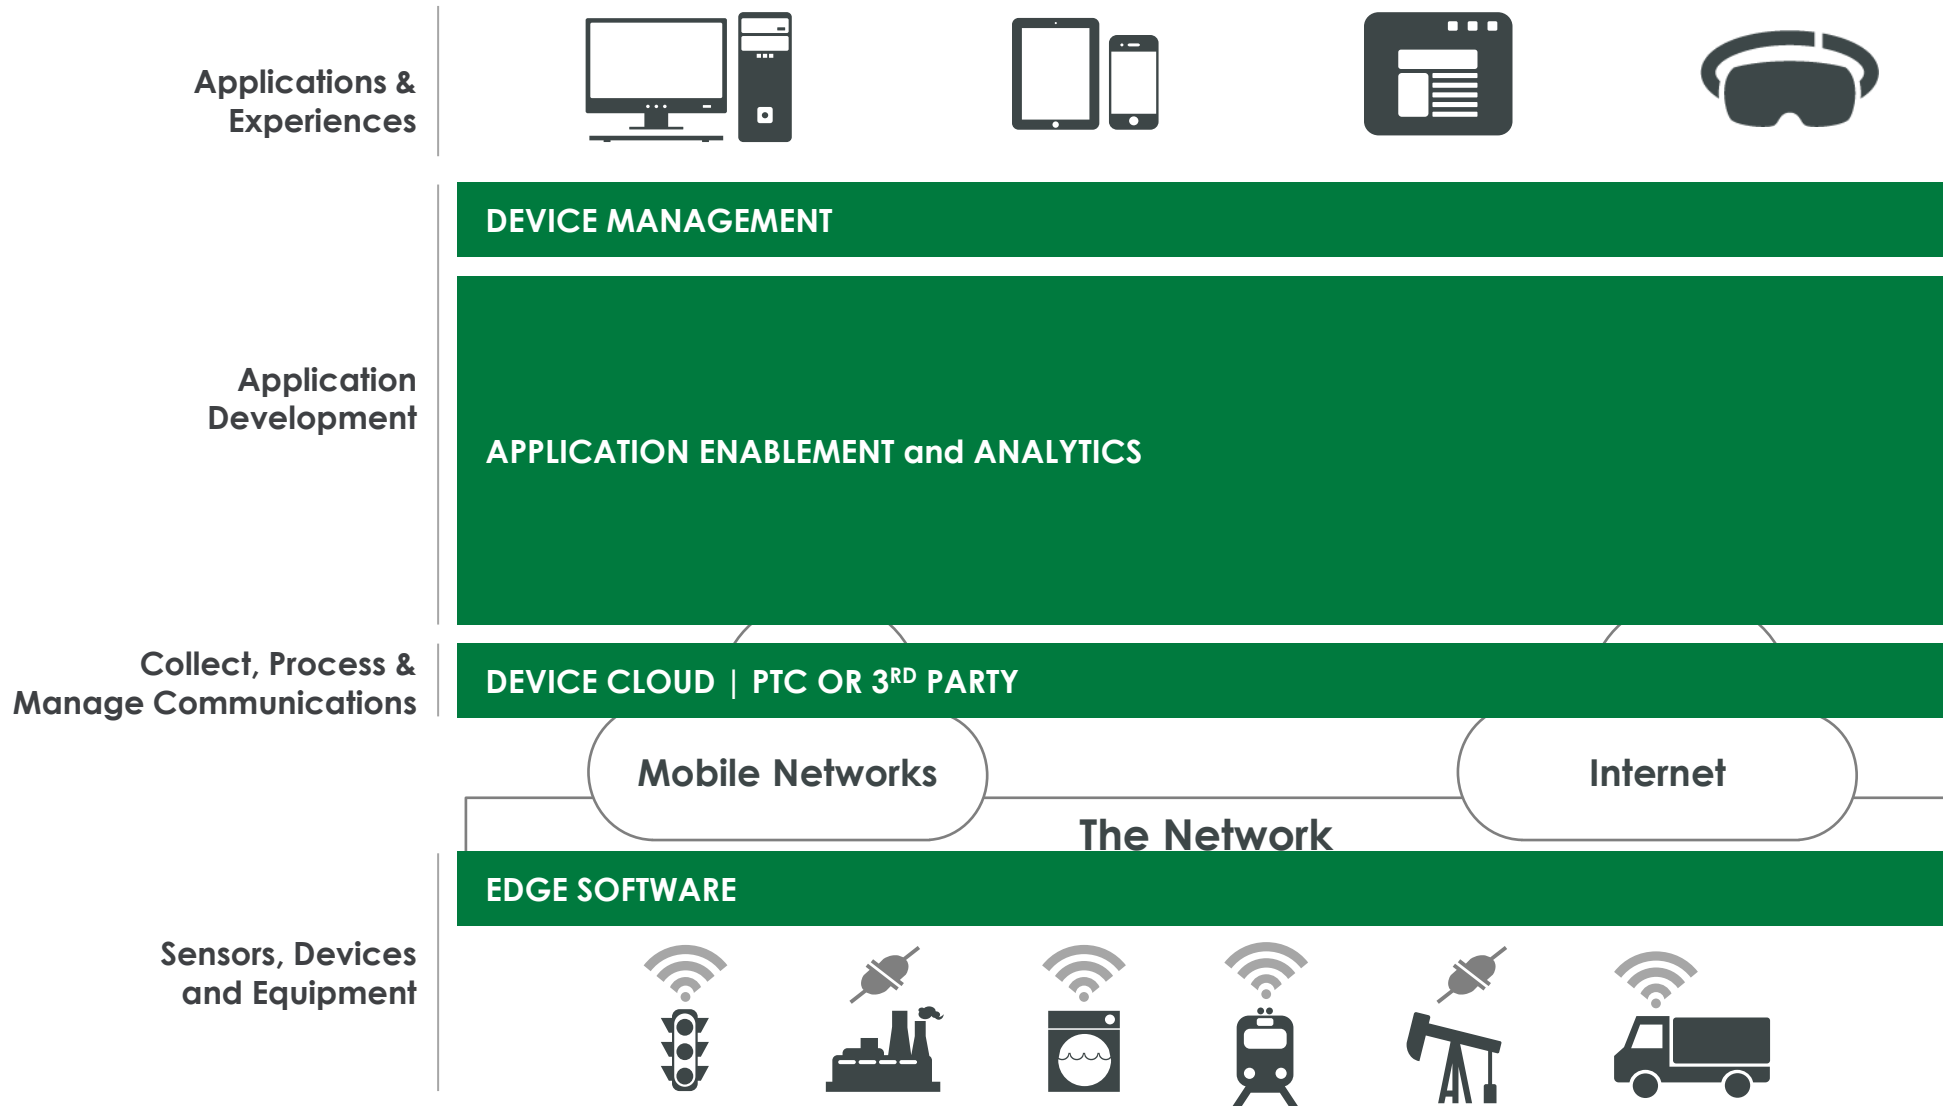 Applications &
Experiences
DEVICE MANAGEMENT
Application
Development
APPLICATION ENABLEMENT and ANALYTICS
Collect, Process &
Manage Communications
DEVICE CLOUD | PTC OR 3RD PARTY
Mobile Networks
Internet
The Network
EDGE SOFTWARE
Sensors, Devices
and Equipment